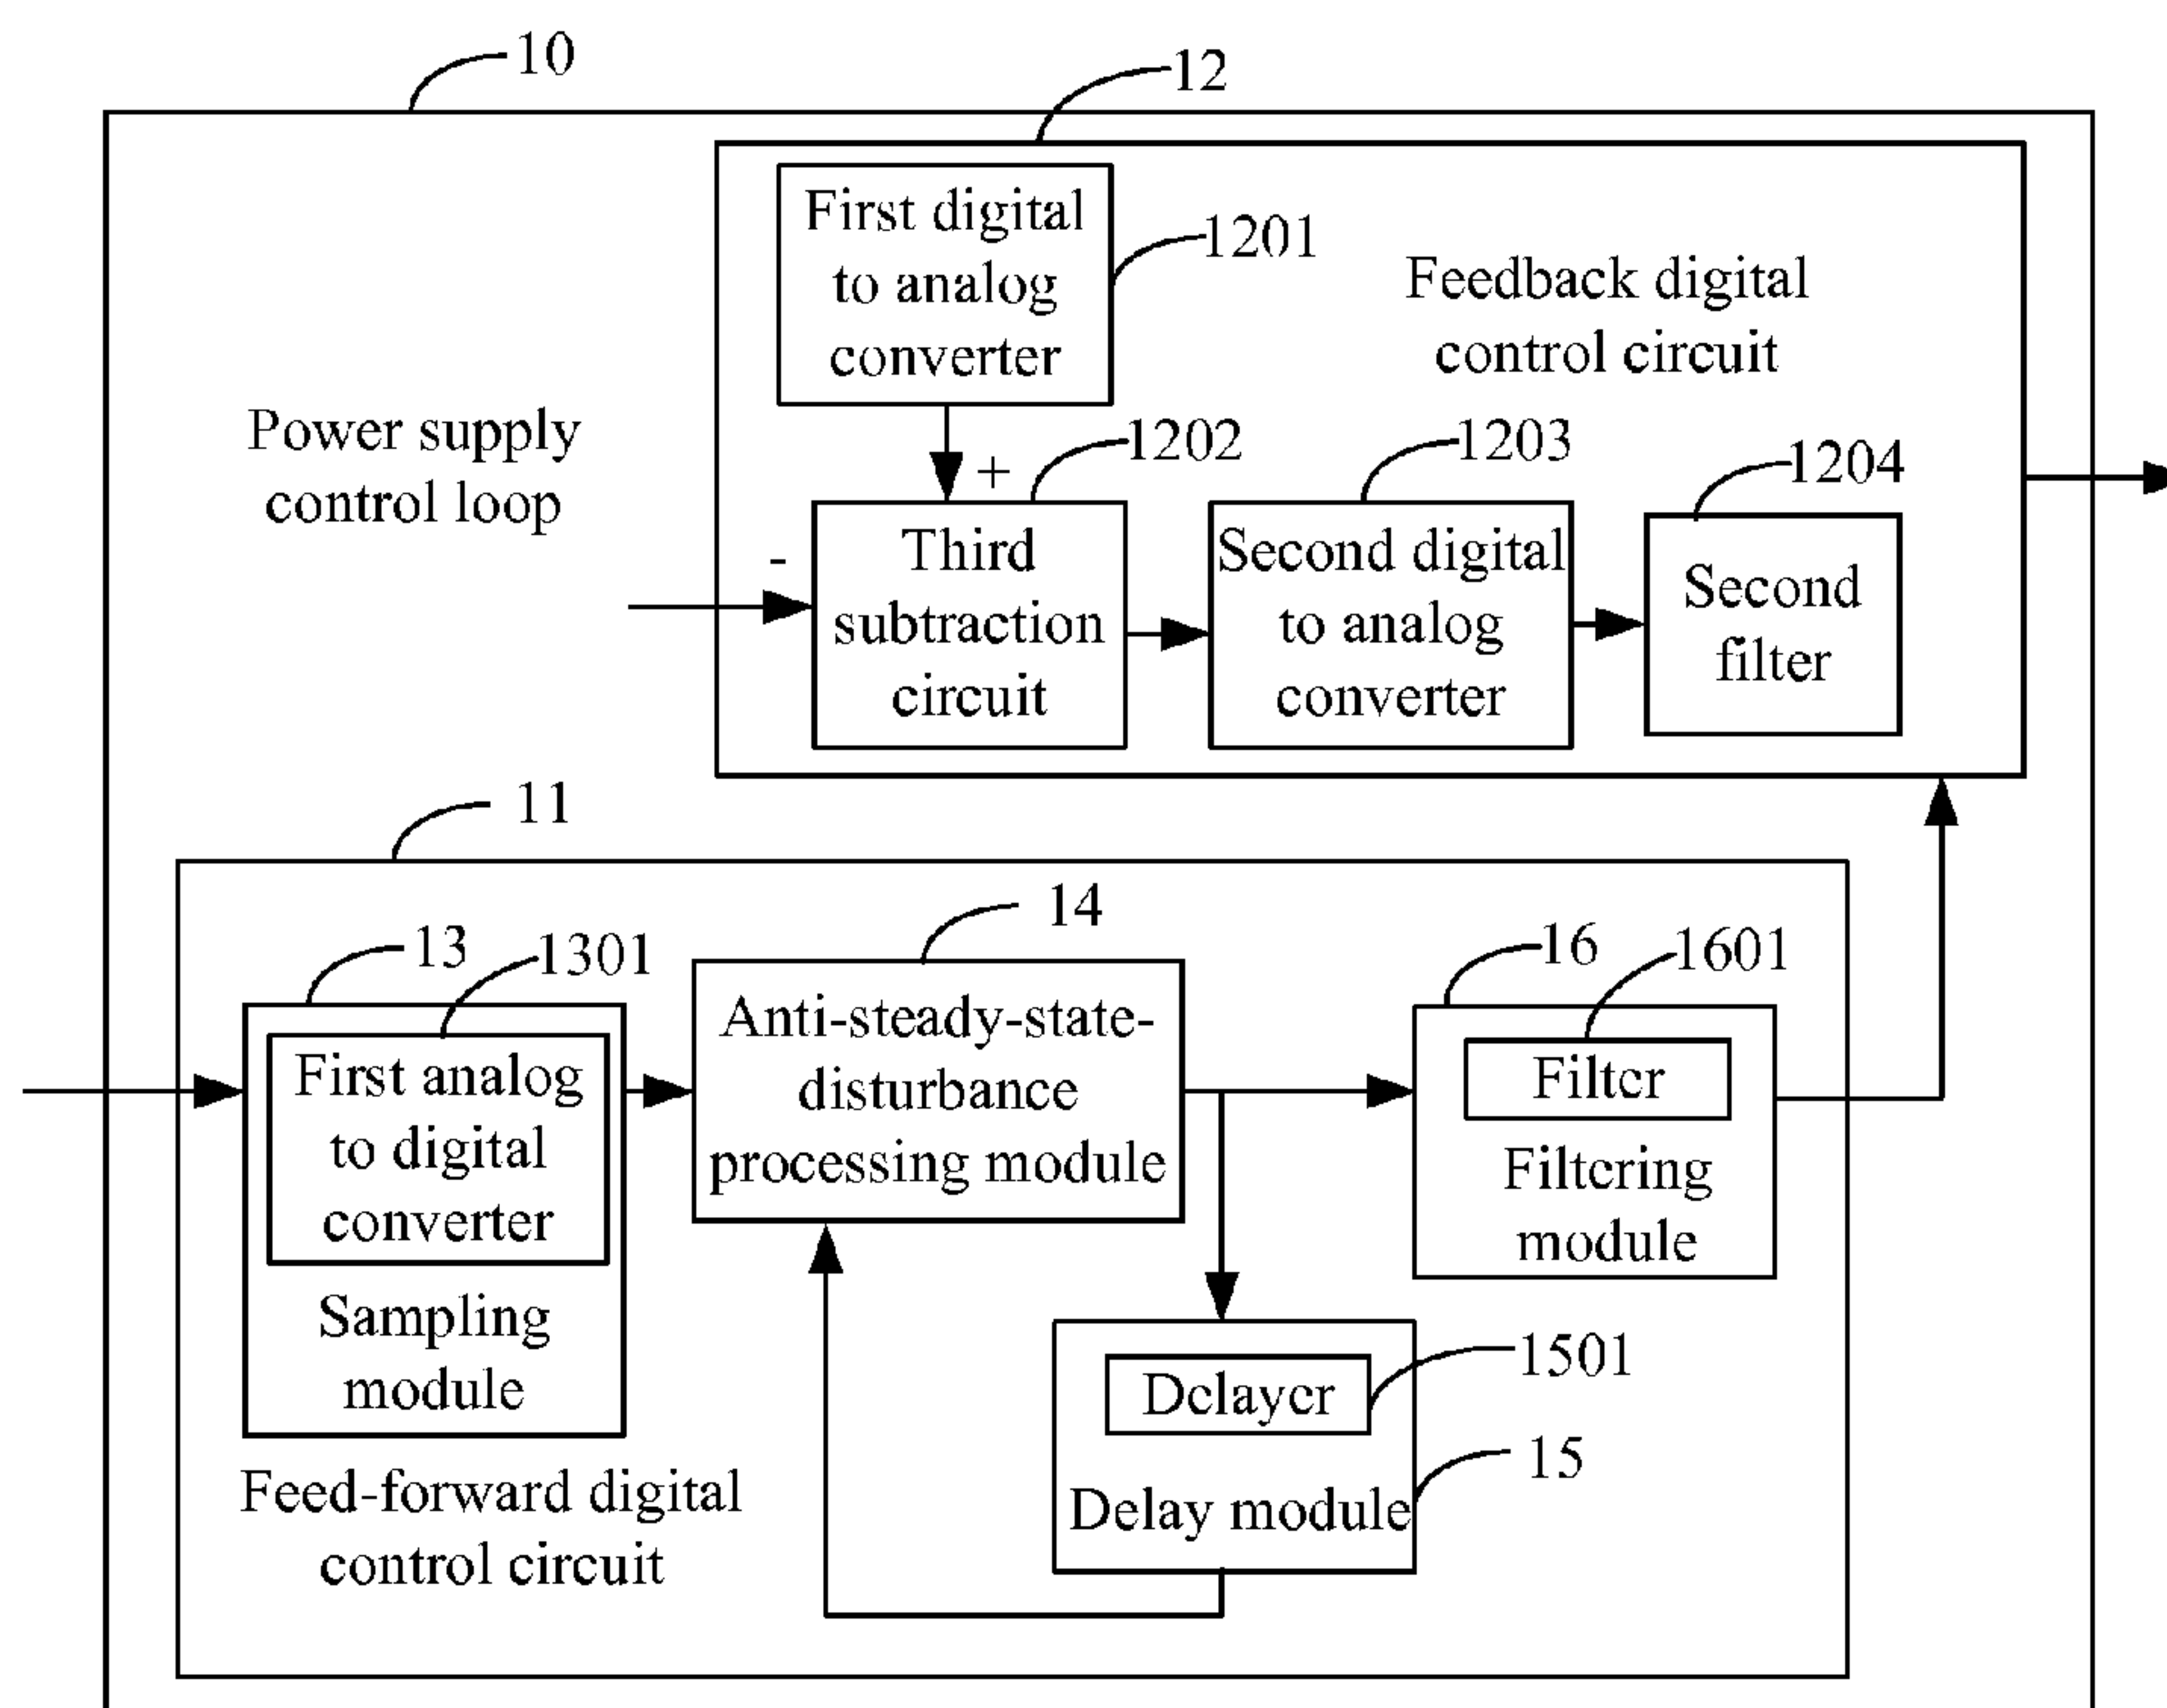 10
12
First digital
to analog
converter
1201
Feedback digital
control circuit
Power supply
control loop
+
1202
1203
1204
-
Third
subtraction
circuit
Second digital
to analog
converter
Second
filter
11
13
1301
14
16
1601
First analog
to digital
converter
Sampling
module
Anti-steady-state-
disturbance
processing module
Filter
Filtering
module
Delayer
1501
15
Delay module
Feed-forward digital
control circuit